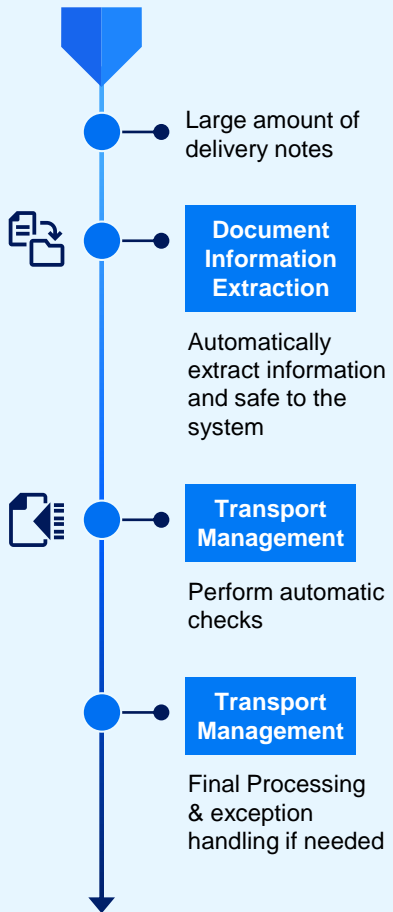 Large amount of
delivery notes
Document
Information
Extraction
Automatically
extract information
and safe to the
system
Transport
Management
Perform automatic
checks
Transport
Management
Final Processing
& exception
handling if needed